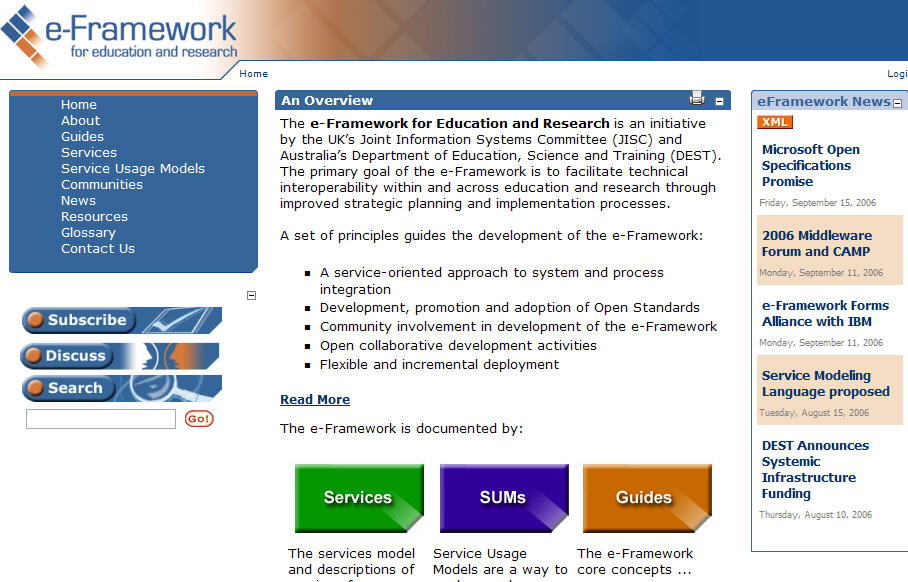 e-Framework
for education and research
Home
Logi
Home
About
Guides
Services
Service Usage Models
Communities
News
Resources
Glossary
Contact Us
Subscribe
Discuss
Search
Go!
An Overview
The e-Framework for Education and Research is an initiative
by the UK's Joint Information Systems Committee (JISC) and
Australia's Department of Education, Science and Training (DEST).
The primary goal of the e-Framework is to facilitate technical
interoperability within and across education and research through
improved strategic planning and implementation processes.
A set of principles guides the development of the e-Framework:
A service-oriented approach to system and process
integration
Development, promotion and adoption of Open Standards
Community involvement in development of the e-Framework
Open collaborative development activities
Flexible and incremental deployment
Read More
The e-Framework is documented by:
Services
SUMs
Guides
The services model
and descriptions of
Service Usage
Models are a way to
The e-Framework
core concepts ...
eFramework News
XML
Microsoft Open
Specifications
Promise
Friday, September 15, 2006
2006 Middleware
Forum and CAMP
Monday, September 11, 2006
e-Framework Forms
Alliance with IBM
Monday, September 11, 2006
Service Modeling
Language proposed
Tuesday, August 15, 2006
DEST Announces
Systemic
Infrastructure
Funding
Thursday, August 10, 2006